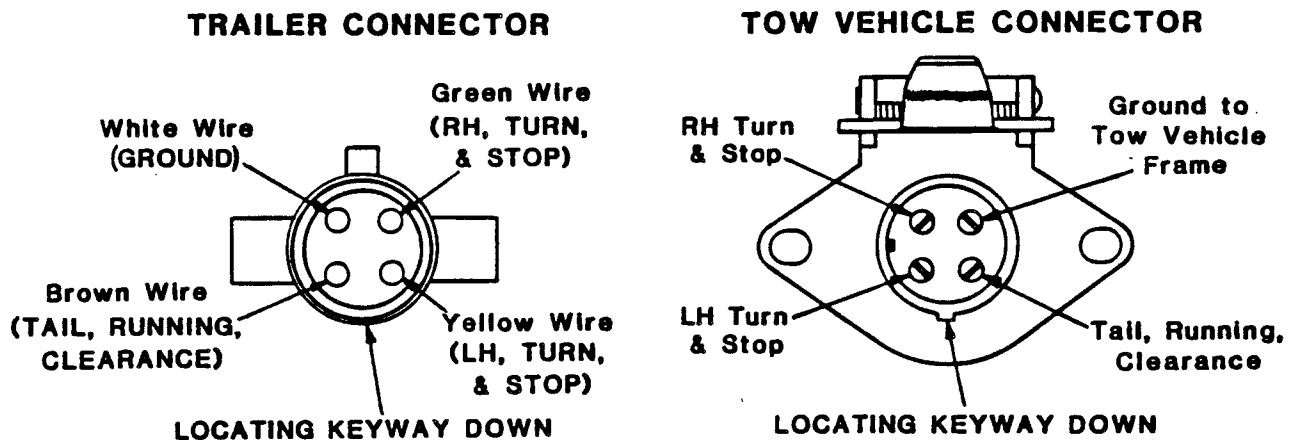 TRAILER CONNECTOR
White Wire
(GROUND)
Green Wire
(RH, TURN,
& STOP)
Brown Wire
(TAIL, RUNNING,
CLEARANCE)
Yellow Wire
(LH, TURN,
& STOP)
LOCATING KEYWAY DOWN
TOW VEHICLE CONNECTOR
RH Turn
& Stop
Ground to
Tow Vehicle
Frame
LH Turn
& Stop
Tail, Running,
Clearance
LOCATING KEYWAY DOWN